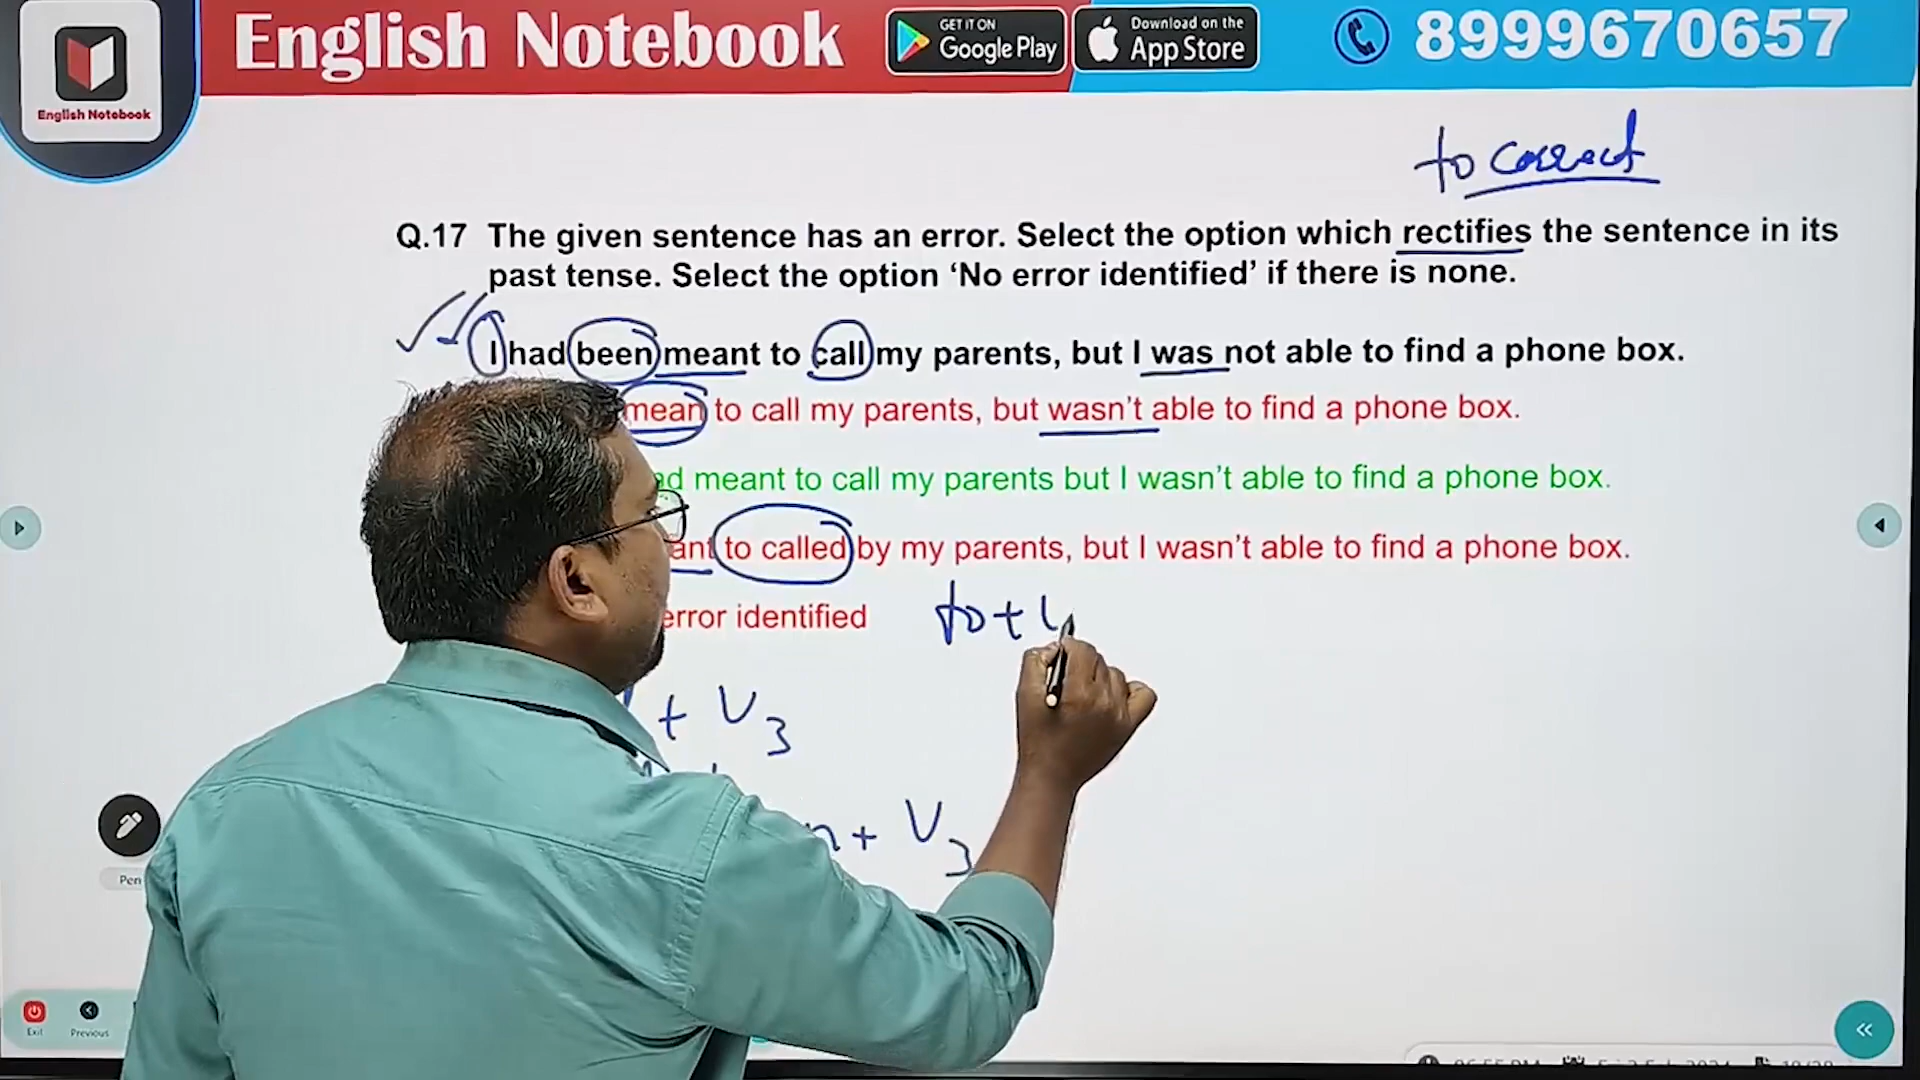 English Notebook
GET IT ON
Google Play
Download on the
App Store
8999670657
English Notebook
to correct
Q.17 The given sentence has an error. Select the option which rectifies the sentence in its
past tense. Select the option ‘No error identified’ if there is none.
I had been meant to call my parents, but I was not able to find a phone box.
mean to call my parents, but wasn’t able to find a phone box.
meant to call my parents but I wasn’t able to find a phone box.
to called by my parents, but I wasn’t able to find a phone box.
error identified
to +
+ V3
+ V3
Pen
Exit
Previous